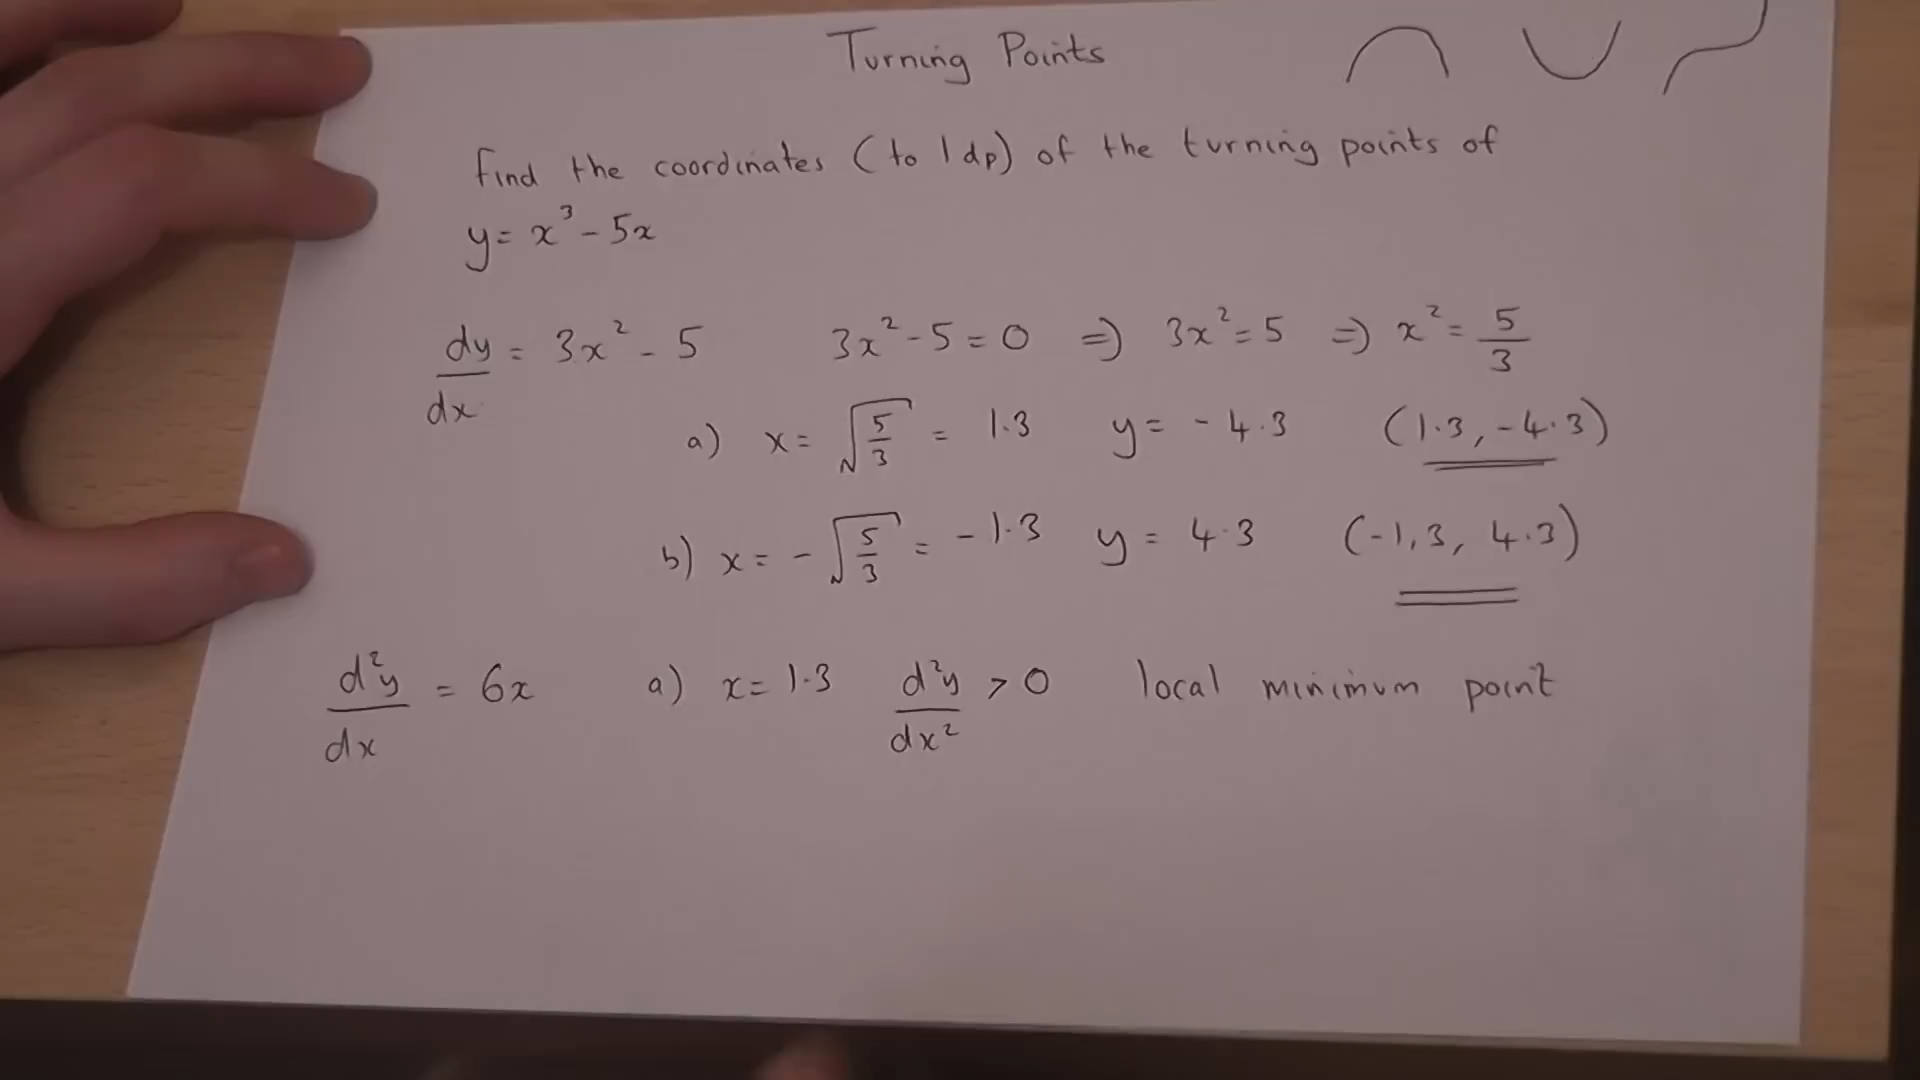 Turning Points
Find the coordinates (to 1dp) of the turning points of
y = x³ - 5x
dy/dx = 3x² - 5 3x² - 5 = 0 => 3x² = 5 => x² = 5/3
a) x = √(5/3) = 1.3 y = - 4.3 (1.3, -4.3)
b) x = - √(5/3) = - 1.3 y = 4.3 (-1,3, 4.3)
d²y/dx = 6x a) x = 1.3 d²y/dx² > 0 local minimum point